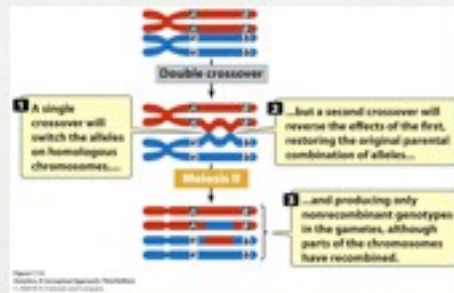 Double crossover
1 A single
crossover will
switch the alleles
on homologous
chromosomes....
2 ...but a second crossover will
reverse the effects of the first,
restoring the original parental
combination of alleles...
Meiosis II
3 ...and producing only
nonrecombinant genotypes
in the gametes, although
parts of the chromosomes
have recombined.